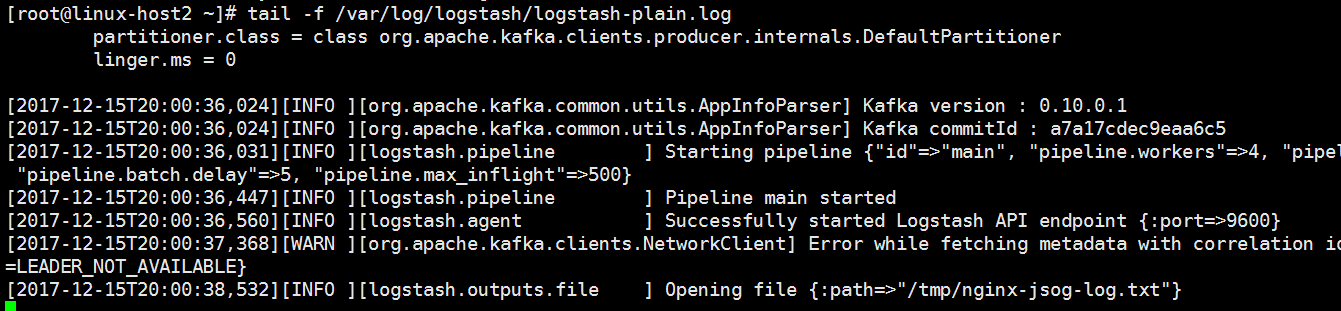 [root@linux-host2 ~]# tail -f /var/log/logstash/logstash-plain.log
        partitioner.class = class org.apache.kafka.clients.producer.internals.DefaultPartitioner
        linger.ms = 0
[2017-12-15T20:00:36,024][INFO ][org.apache.kafka.common.utils.AppInfoParser] Kafka version : 0.10.0.1
[2017-12-15T20:00:36,024][INFO ][org.apache.kafka.common.utils.AppInfoParser] Kafka commitId : a7a17cdec9eaa6c5
[2017-12-15T20:00:36,031][INFO ][logstash.pipeline        ] Starting pipeline {"id"=>"main", "pipeline.workers"=>4, "pipel
 "pipeline.batch.delay"=>5, "pipeline.max_inflight"=>500}
[2017-12-15T20:00:36,447][INFO ][logstash.pipeline        ] Pipeline main started
[2017-12-15T20:00:36,560][INFO ][logstash.agent           ] Successfully started Logstash API endpoint {:port=>9600}
[2017-12-15T20:00:37,368][WARN ][org.apache.kafka.clients.NetworkClient] Error while fetching metadata with correlation id
=LEADER_NOT_AVAILABLE}
[2017-12-15T20:00:38,532][INFO ][logstash.outputs.file    ] Opening file {:path=>"/tmp/nginx-jsog-log.txt"}